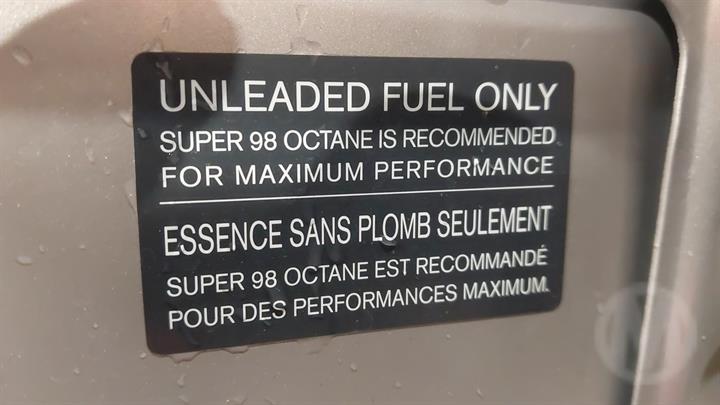 UNLEADED FUEL ONLY
SUPER 98 OCTANE IS RECOMMENDED
FOR MAXIMUM PERFORMANCE
ESSENCE SANS PLOMB SEULEMENT
SUPER 98 OCTANE EST RECOMMANDÉ
POUR DES PERFORMANCES MAXIMUM.
M